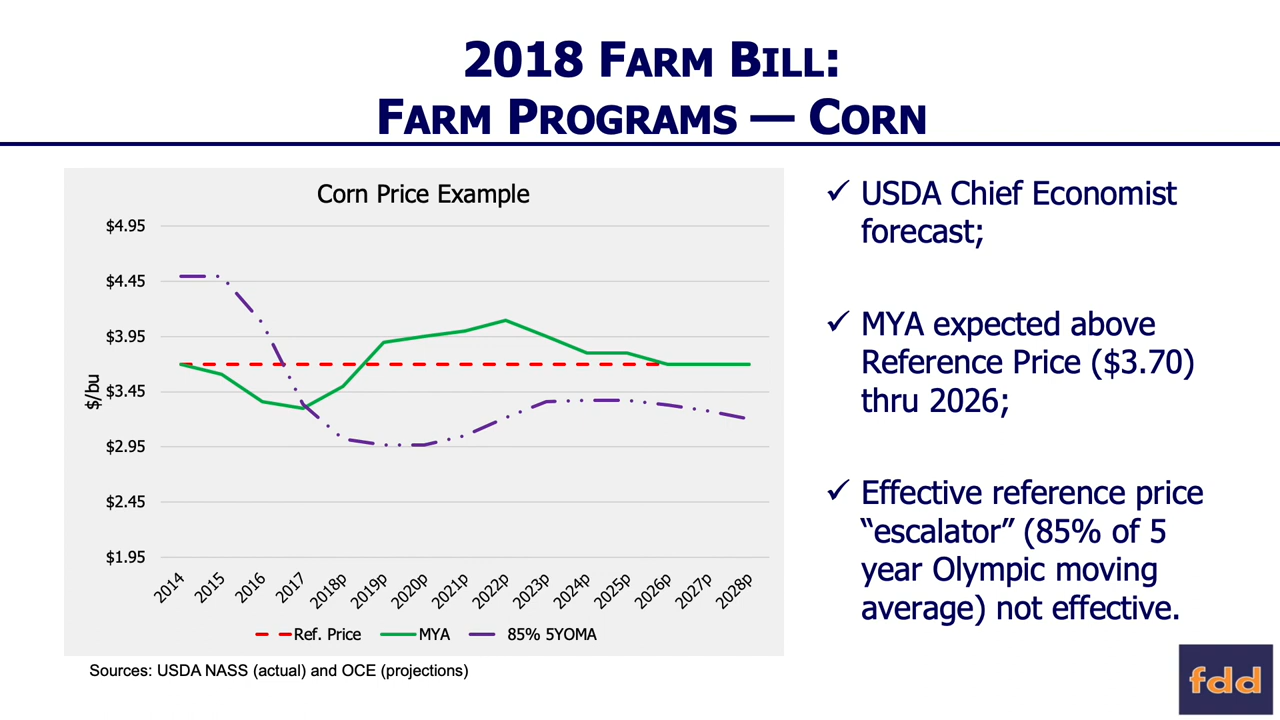 2018 FARM BILL:
FARM PROGRAMS — CORN
Corn Price Example
$4.95
$4.45
$3.95
$3.45
$2.95
$2.45
$1.95
$/bu
2014 2015 2016 2017 2018p 2019p 2020p 2021p 2022p 2023p 2024p 2025p 2026p 2027p 2028p
Ref. Price MYA 85% 5YOMA
Sources: USDA NASS (actual) and OCE (projections)
✓ USDA Chief Economist
forecast;
✓ MYA expected above
Reference Price ($3.70)
thru 2026;
✓ Effective reference price
“escalator” (85% of 5
year Olympic moving
average) not effective.
fdd